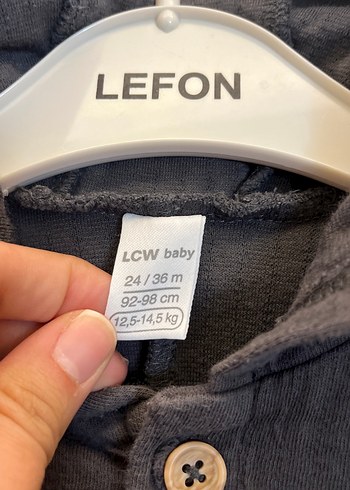 LEFON
LCW baby
24 / 36 m
92-98 cm
12,5-14,5 kg